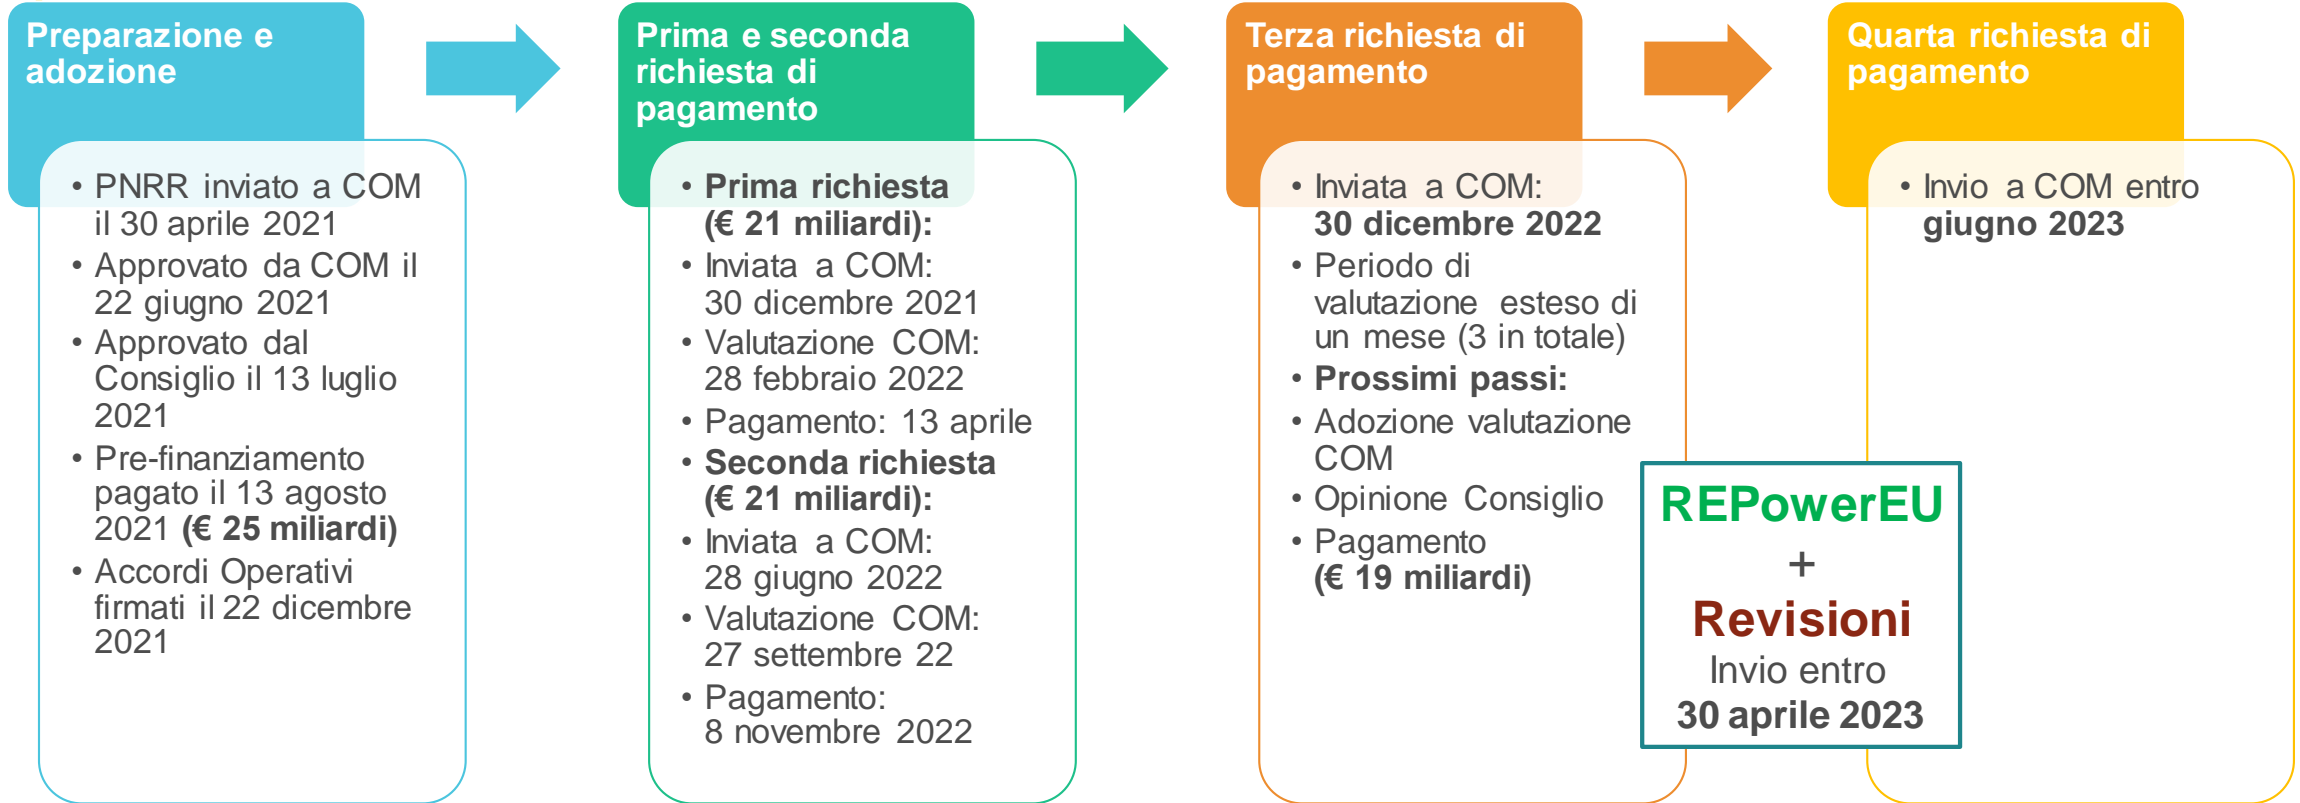 Preparazione e
adozione
• PNRR inviato a COM
il 30 aprile 2021
• Approvato da COM il
22 giugno 2021
• Approvato dal
Consiglio il 13 luglio
2021
• Pre-finanziamento
pagato il 13 agosto
2021 (€ 25 miliardi)
• Accordi Operativi
firmati il 22 dicembre
2021
Prima e seconda
richiesta di
pagamento
• Prima richiesta
(€ 21 miliardi):
• Inviata a COM:
30 dicembre 2021
• Valutazione COM:
28 febbraio 2022
• Pagamento: 13 aprile
• Seconda richiesta
(€ 21 miliardi):
• Inviata a COM:
28 giugno 2022
• Valutazione COM:
27 settembre 22
• Pagamento:
8 novembre 2022
Terza richiesta di
pagamento
• Inviata a COM:
30 dicembre 2022
• Periodo di
valutazione esteso di
un mese (3 in totale)
• Prossimi passi:
• Adozione valutazione
COM
• Opinione Consiglio
• Pagamento
(€ 19 miliardi)
Quarta richiesta di
pagamento
• Invio a COM entro
giugno 2023
REPowerEU
+
Revisioni
Invio entro
30 aprile 2023